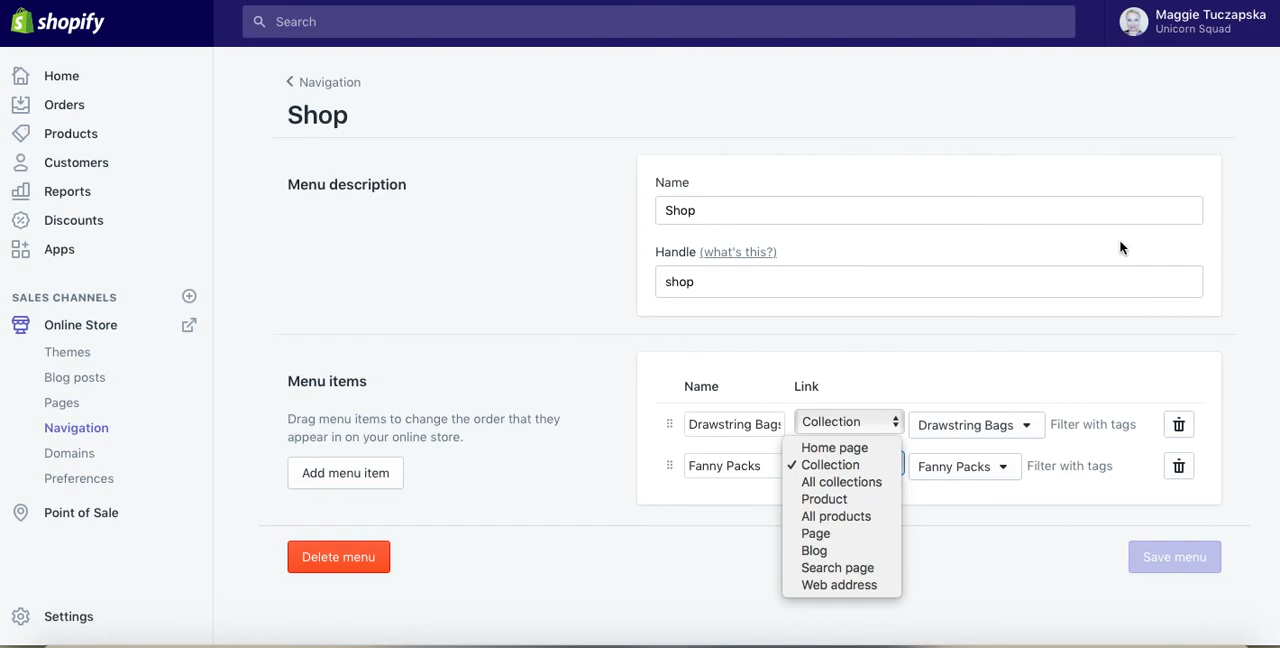 shopify
Search
Maggie Tuczapska
Unicorn Squad
Home
Orders
Products
Customers
Reports
Discounts
Apps
SALES CHANNELS
Online Store
Themes
Blog posts
Pages
Navigation
Domains
Preferences
Point of Sale
Settings
Navigation
Shop
Menu description
Name
Shop
Handle (what's this?)
shop
Menu items
Drag menu items to change the order that they
appear in on your online store.
Add menu item
Name Link
Drawstring Bags Collection Drawstring Bags Filter with tags
Fanny Packs Fanny Packs Filter with tags
Home page
Collection
All collections
Product
All products
Page
Blog
Search page
Web address
Delete menu
Save menu